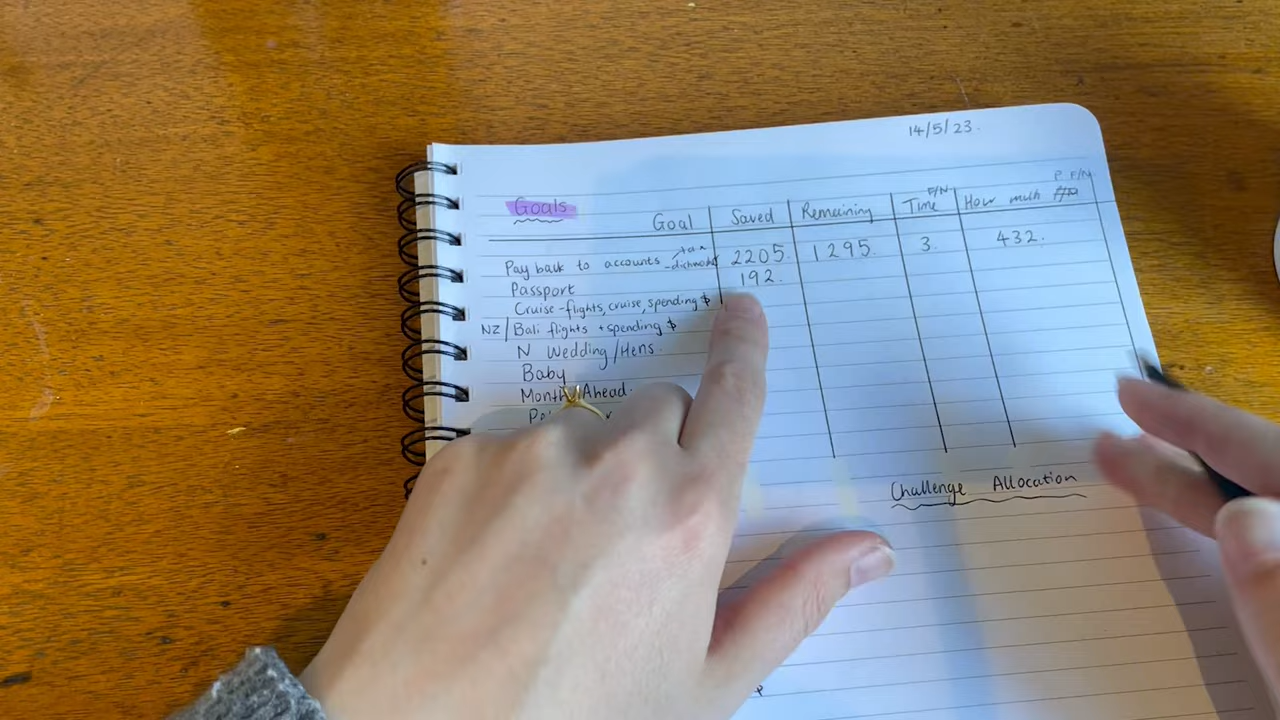 14/5/23.
Goals
Goal Saved Remaining F/N Time How much P F/N
Pay back to accounts - tax 2205. 1295. 3. 432.
Passport 192.
Cruise - flights, cruise, spending $
NZ / Bali flights + spending $
N Wedding /Hens.
Baby
Month Ahead.
Challenge Allocation